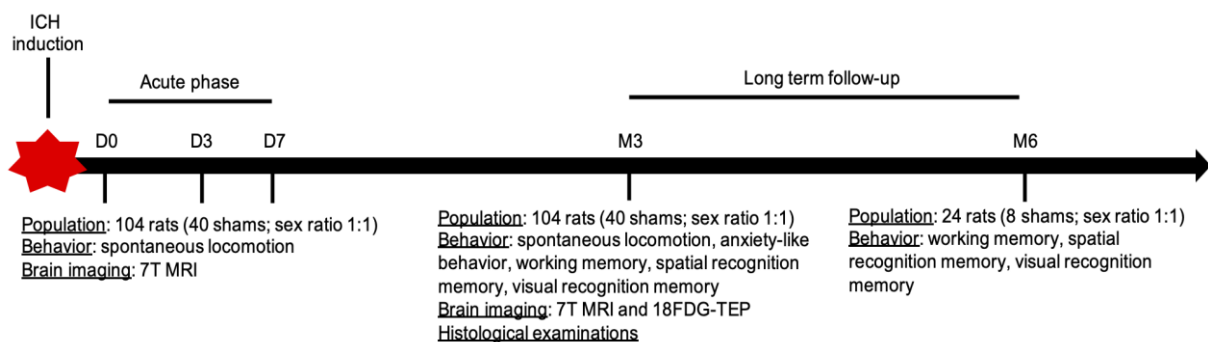 ICH
induction
Acute phase
Long term follow-up
D0
D3
D7
M3
M6
Population: 104 rats (40 shams; sex ratio 1:1)
Behavior: spontaneous locomotion
Brain imaging: 7T MRI
Population: 104 rats (40 shams; sex ratio 1:1)
Behavior: spontaneous locomotion, anxiety-like
behavior, working memory, spatial recognition
memory, visual recognition memory
Brain imaging: 7T MRI and 18FDG-TEP
Histological examinations
Population: 24 rats (8 shams; sex ratio 1:1)
Behavior: working memory, spatial
recognition memory, visual recognition
memory